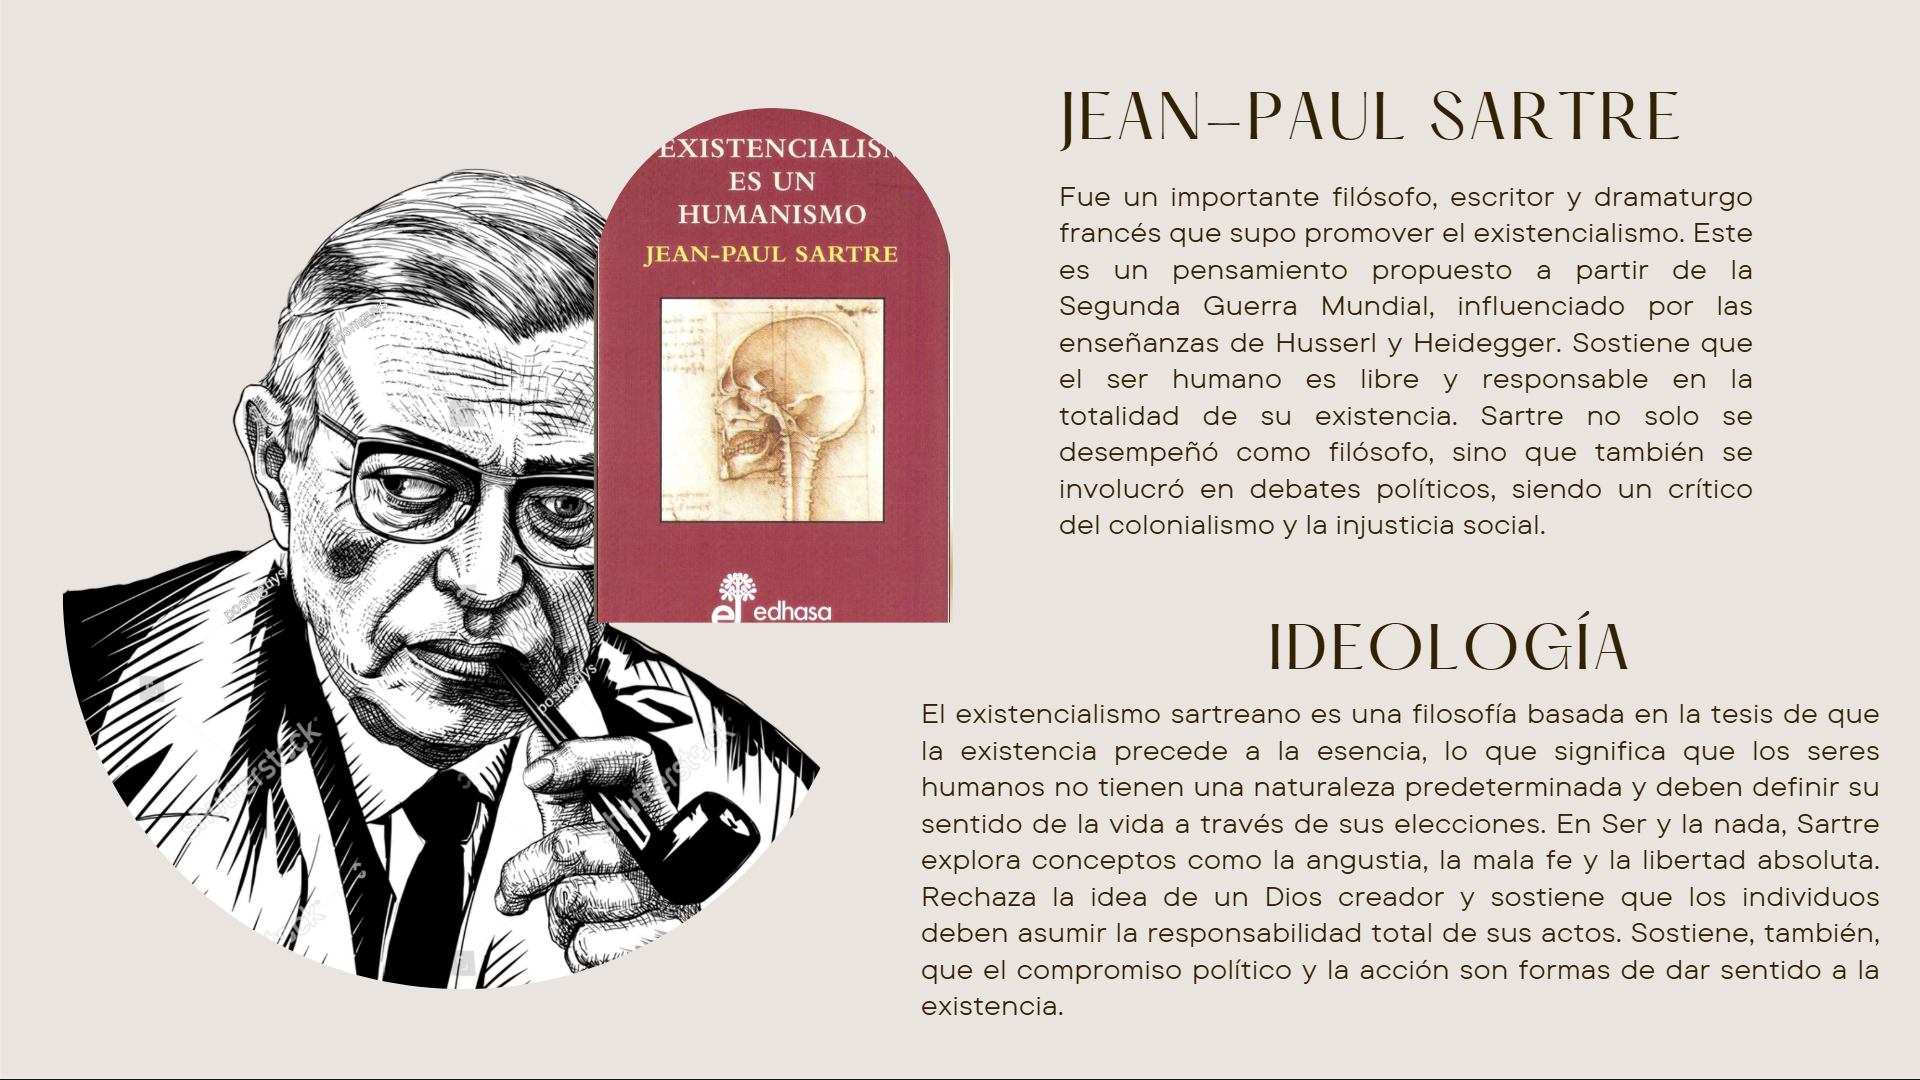 EXISTENCIALIS
ES UN
HUMANISMO
JEAN-PAUL SARTRE
el edhasa
JEAN-PAUL SARTRE
Fue un importante filósofo, escritor y dramaturgo
francés que supo promover el existencialismo. Este
es un pensamiento propuesto a partir de la
Segunda Guerra Mundial, influenciado por las
enseñanzas de Husserl y Heidegger. Sostiene que
el ser humano es libre y responsable en la
totalidad de su existencia. Sartre no solo se
desempeñó como filósofo, sino que también se
involucró en debates políticos, siendo un crítico
del colonialismo y la injusticia social.
IDEOLOGÍA
El existencialismo sartreano es una filosofía basada en la tesis de que
la existencia precede a la esencia, lo que significa que los seres
humanos no tienen una naturaleza predeterminada y deben definir su
sentido de la vida a través de sus elecciones. En Ser y la nada, Sartre
explora conceptos como la angustia, la mala fe y la libertad absoluta.
Rechaza la idea de un Dios creador y sostiene que los individuos
deben asumir la responsabilidad total de sus actos. Sostiene, también,
que el compromiso político y la acción son formas de dar sentido a la
existencia.
posmguys
posmguys
posmguys
shutterstock
shutterstock